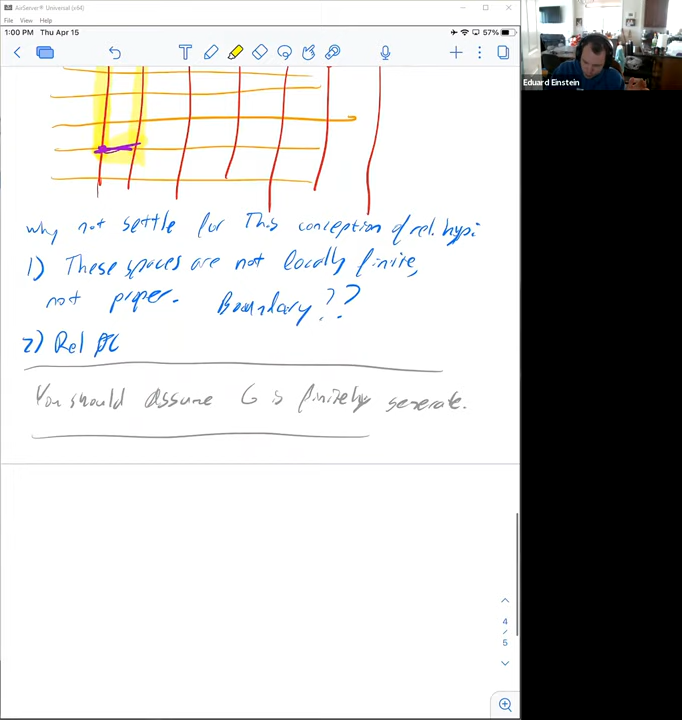 AirServer® Universal (x64)
File View Help
1:00 PM Thu Apr 15
57%
Eduard Einstein
why not settle for This conception of rel. hyp:
1) These spaces are not locally finite,
not proper. Boundary??
2) Rel
You should assume G is finitely generate.
4
/
5